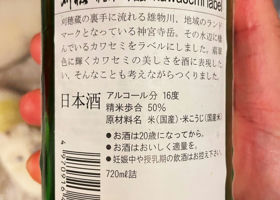 刈穂蔵の裏手に流れる雄物川、地域のランド
マークとなっている神宮寺岳。その水辺に棲
んでいるカワセミをラベルにしました。翡翠
色に輝くカワセミの美しさを酒に表現した
い、そんなことも考えながらつくりました。
日本酒
アルコール分 16度
精米歩合 50%
原材料名 米(国産)・米こうじ(国産米)
●お酒は20歳になってから。
●お酒はおいしく適量を。
●妊娠中や授乳期の飲酒はお控え下さい。
720ml詰